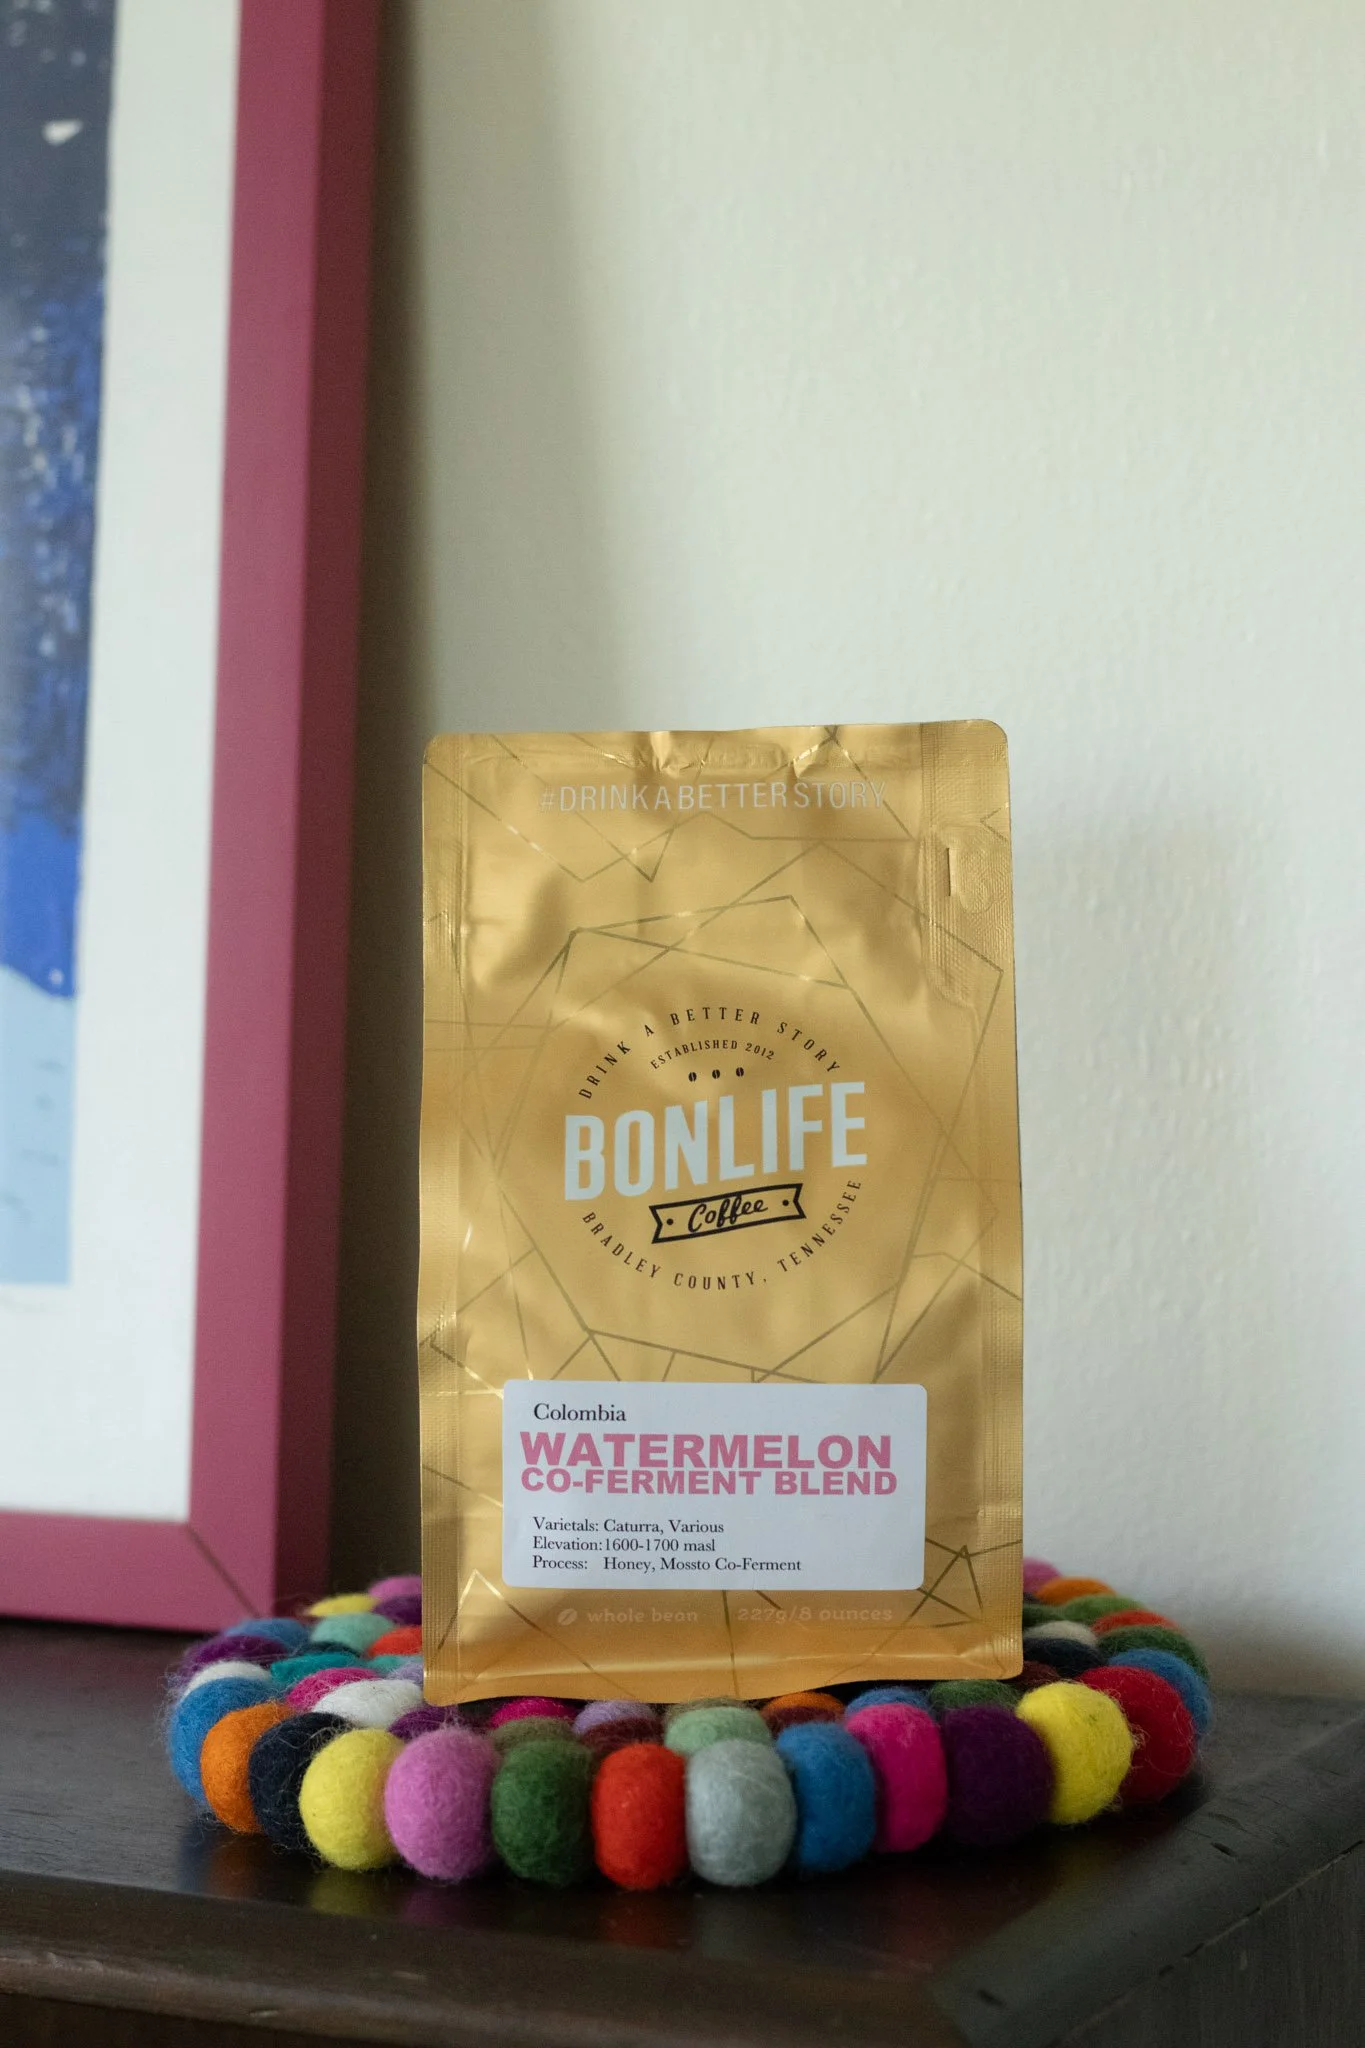 #DRINKABETTERSTORY
DRINK A BETTER STORY
ESTABLISHED 2012
BONLIFE
Coffee
BRADLEY COUNTY, TENNESSEE
Colombia
WATERMELON
CO-FERMENT BLEND
Varietals: Caturra, Various
Elevation: 1600-1700 masl
Process: Honey, Mossto Co-Ferment
whole bean 227g/8 ounces